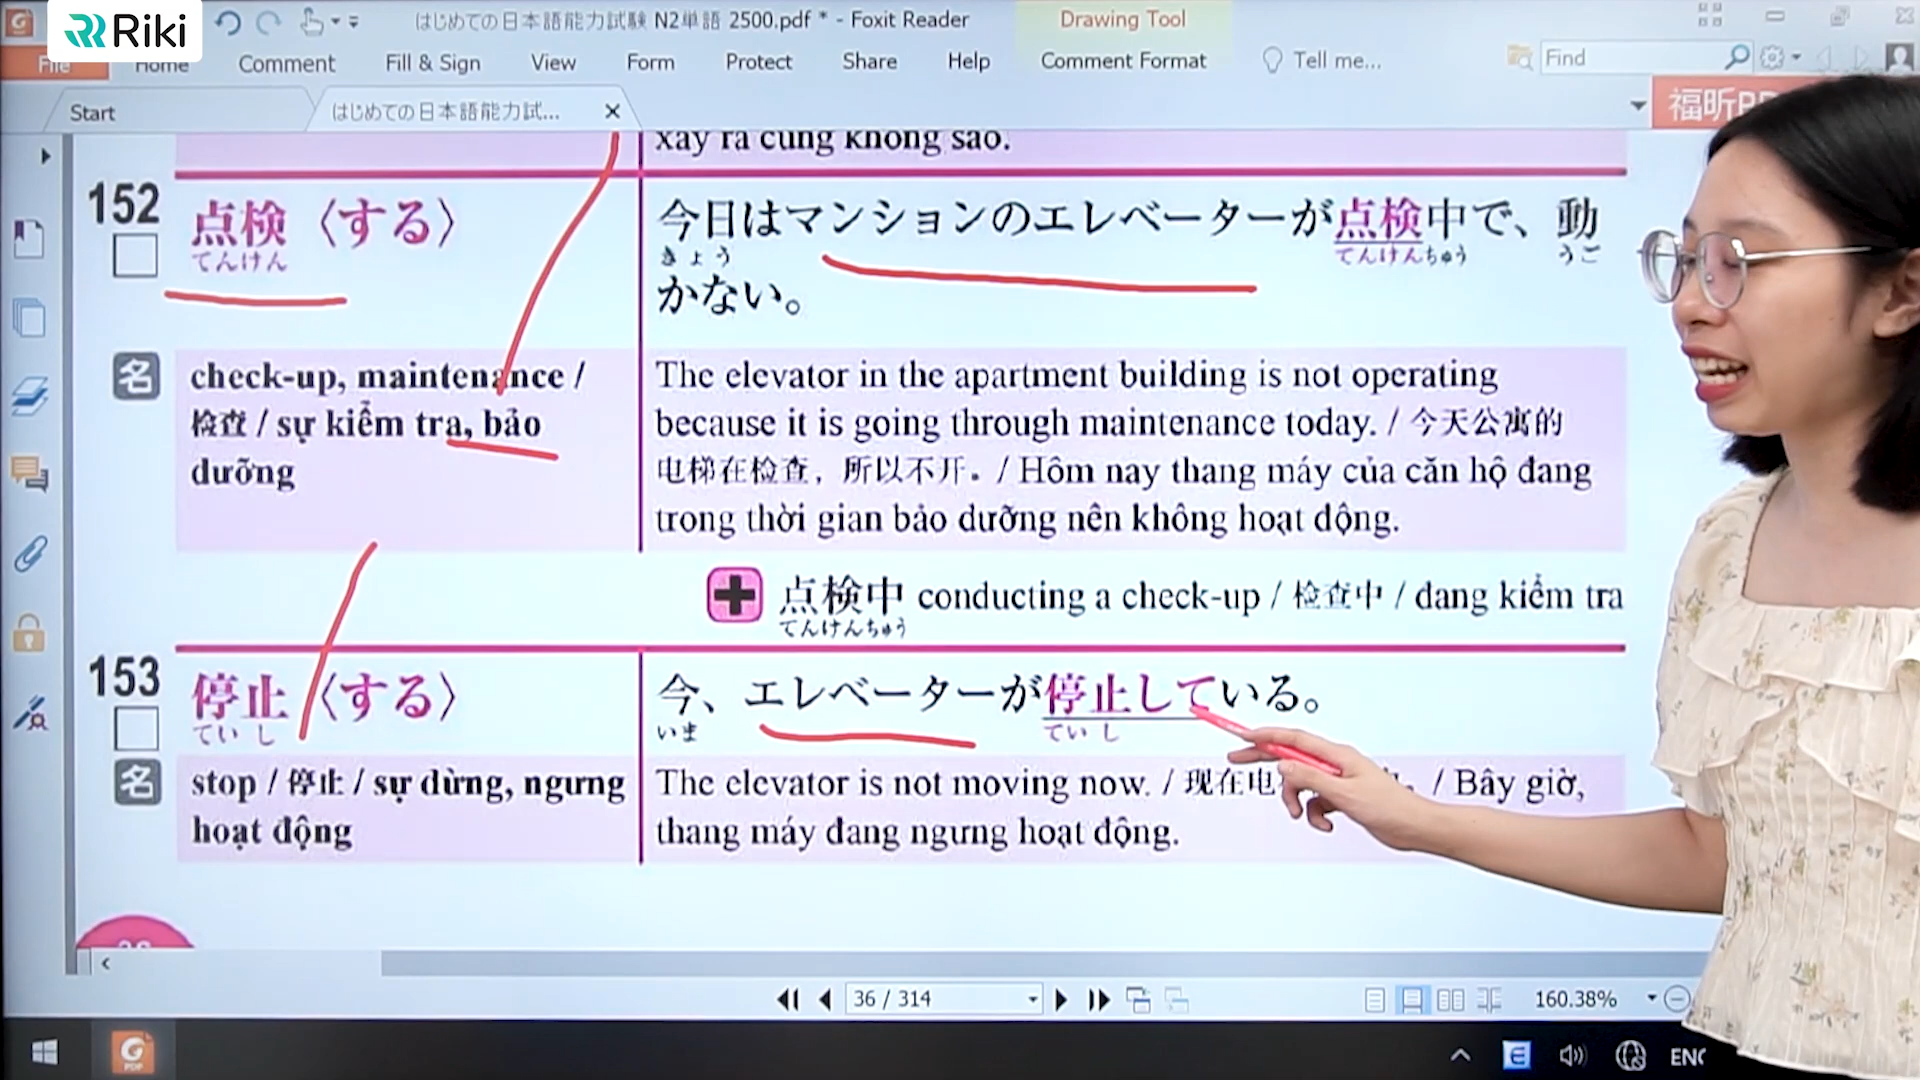 Riki
はじめての日本語能力試験 N2単語 2500.pdf * - Foxit Reader
Drawing Tool
File Home Comment Fill & Sign View Form Protect Share Help Comment Format Tell me... Find
Start
はじめての日本語能力試...
福昕PD
xảy ra cũng không sao.
152
点検〈する〉
てんけん
今日はマンションのエレベーターが点検中で、動
きょう てんけんちゅう うご
かない。
名
check-up, maintenance /
检查 / sự kiểm tra, bảo
dưỡng
The elevator in the apartment building is not operating
because it is going through maintenance today. / 今天公寓的
电梯在检查，所以不开。/ Hôm nay thang máy của căn hộ đang
trong thời gian bảo dưỡng nên không hoạt động.
点検中 conducting a check-up / 检查中 / đang kiểm tra
てんけんちゅう
153
停止〈する〉
ていし
今、エレベーターが停止している。
いま ていし
名
stop / 停止 / sự dừng, ngưng
hoạt động
The elevator is not moving now. / 现在电 / Bây giờ,
thang máy đang ngưng hoạt động.
36 / 314
160.38%
PDF
E
ENG